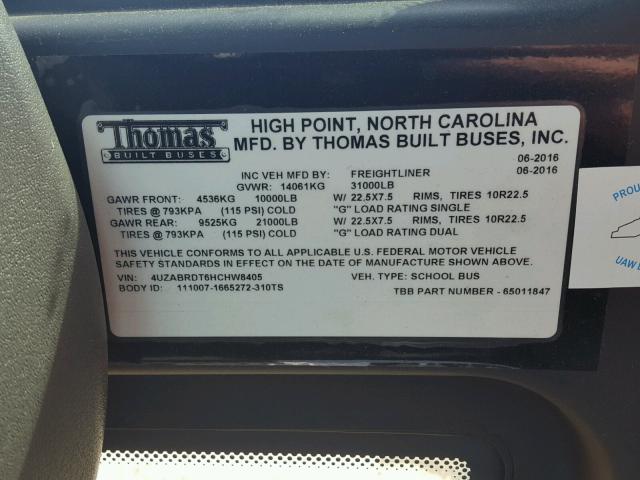 Thomas
BUILT BUSES
HIGH POINT, NORTH CAROLINA
MFD. BY THOMAS BUILT BUSES, INC.
06-2016
INC VEH MFD BY: FREIGHTLINER 06-2016
GVWR: 14061KG 31000LB
GAWR FRONT: 4536KG 10000LB W/ 22.5X7.5 RIMS, TIRES 10R22.5
TIRES @ 793KPA (115 PSI) COLD "G" LOAD RATING SINGLE
GAWR REAR: 9525KG 21000LB W/ 22.5X7.5 RIMS, TIRES 10R22.5
TIRES @ 793KPA (115 PSI) COLD "G" LOAD RATING DUAL
THIS VEHICLE CONFORMS TO ALL APPLICABLE U.S. FEDERAL MOTOR VEHICLE
SAFETY STANDARDS IN EFFECT ON THE DATE OF MANUFACTURE SHOWN ABOVE.
VIN: 4UZABRDT6HCHW8405 VEH. TYPE: SCHOOL BUS
BODY ID: 111007-1665272-310TS TBB PART NUMBER - 65011847
PROU
UAW